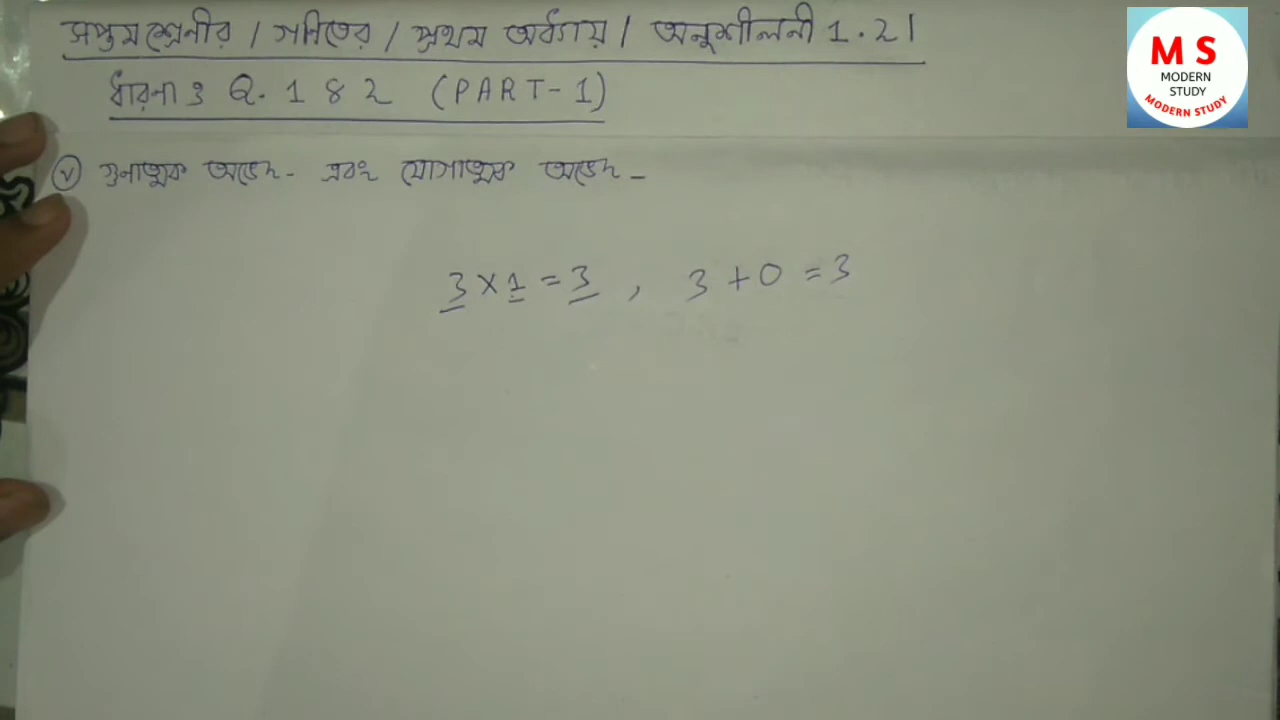 সপ্তম শ্রেনীর / গনিতের / প্রথম অধ্যায় / অনুশীলনী 1.2।
ধারনা ও Q. 1 & 2 (PART-1)
গুনাত্মক অভেদ - এবং যোগাত্মক অভেদ -
3 × 1 = 3 , 3 + 0 = 3
M S
MODERN
STUDY
MODERN STUDY